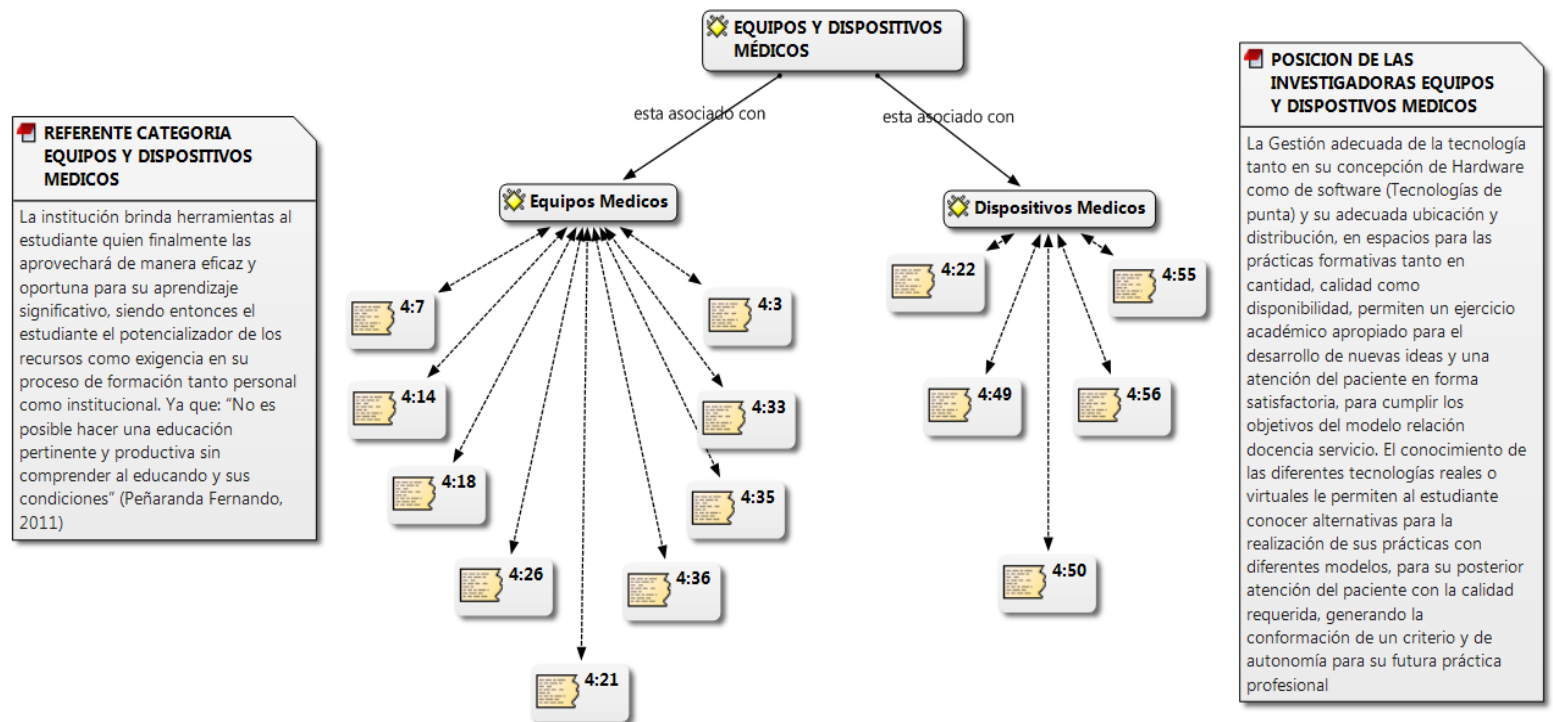 EQUIPOS Y DISPOSITIVOS
MÉDICOS
esta asociado con
esta asociado con
REFERENTE CATEGORIA
EQUIPOS Y DISPOSITIVOS
MEDICOS
La institución brinda herramientas al
estudiante quien finalmente las
aprovechará de manera eficaz y
oportuna para su aprendizaje
significativo, siendo entonces el
estudiante el potencializador de los
recursos como exigencia en su
proceso de formación tanto personal
como institucional. Ya que: “No es
posible hacer una educación
pertinente y productiva sin
comprender al educando y sus
condiciones” (Peñaranda Fernando,
2011)
Equipos Medicos
4:7
4:3
4:14
4:33
4:18
4:35
4:26
4:36
4:21
Dispositivos Medicos
4:22
4:55
4:49
4:56
4:50
POSICION DE LAS
INVESTIGADORAS EQUIPOS
Y DISPOSTIVOS MEDICOS
La Gestión adecuada de la tecnología
tanto en su concepción de Hardware
como de software (Tecnologías de
punta) y su adecuada ubicación y
distribución, en espacios para las
prácticas formativas tanto en
cantidad, calidad como
disponibilidad, permiten un ejercicio
académico apropiado para el
desarrollo de nuevas ideas y una
atención del paciente en forma
satisfactoria, para cumplir los
objetivos del modelo relación
docencia servicio. El conocimiento de
las diferentes tecnologías reales o
virtuales le permiten al estudiante
conocer alternativas para la
realización de sus prácticas con
diferentes modelos, para su posterior
atención del paciente con la calidad
requerida, generando la
conformación de un criterio y de
autonomía para su futura práctica
profesional